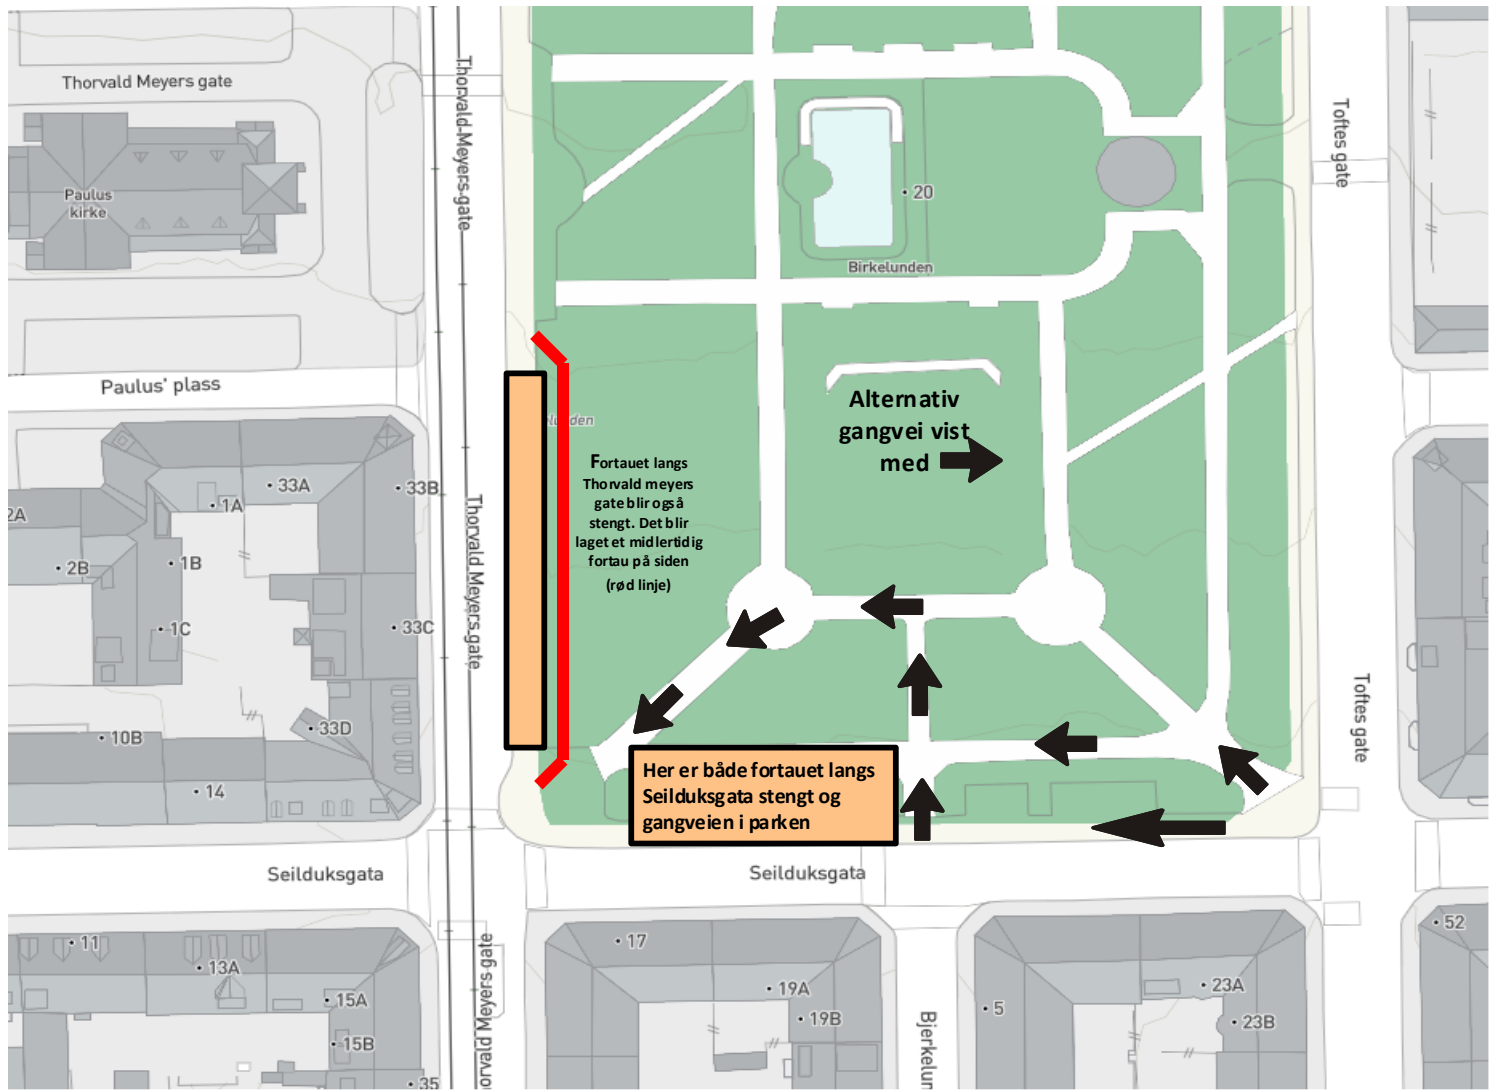 Thorvald Meyers gate
Thorvald-Meyers-gate
Toftes gate
Paulus
kirke
20
Birkelunden
Paulus' plass
lunden
Alternativ
gangvei vist
med
Fortauet langs
Thorvald meyers
gate blir også
stengt. Det blir
laget et midlertidig
fortau på siden
(rød linje)
33A
33B
1A
2A
1B
2B
1C
33C
Thorvald Meyers gate
33D
10B
14
Toftes gate
Her er både fortauet langs
Seilduksgata stengt og
gangveien i parken
Seilduksgata
Seilduksgata
11
13A
15A
15B
35
orvald Meyers gate
17
19A
19B
Bjerkelun
5
23A
23B
52